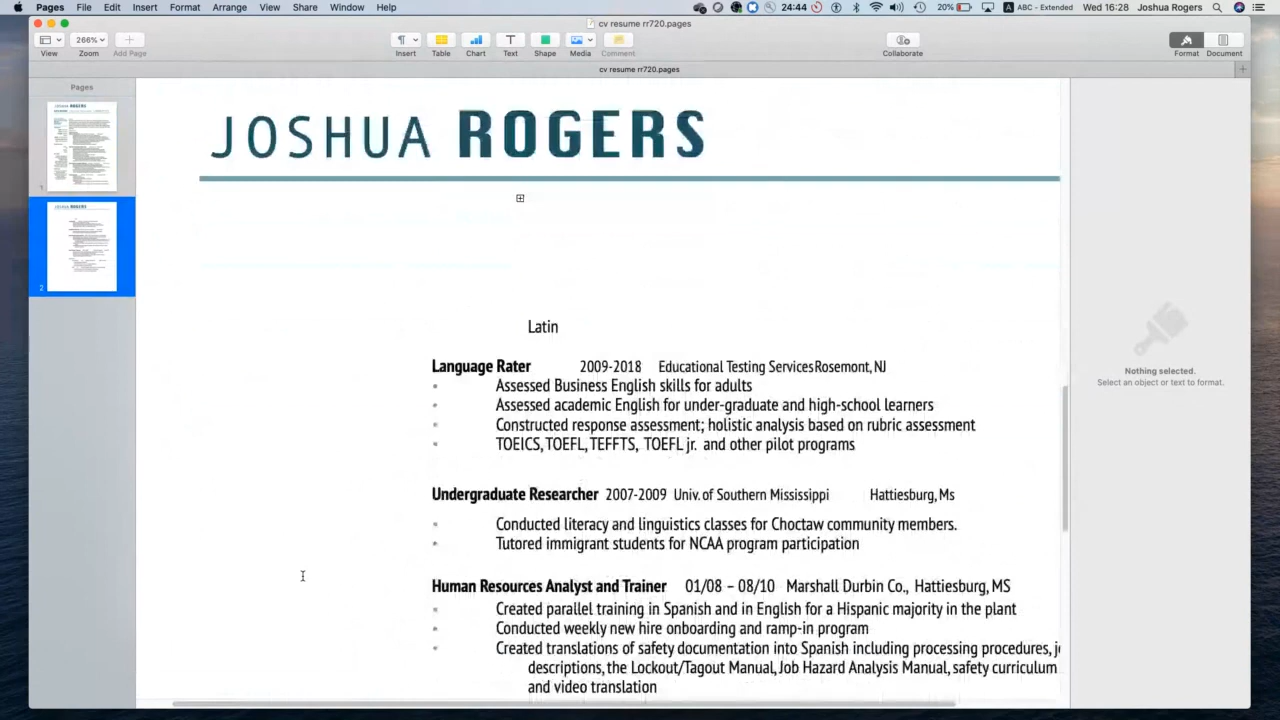 Pages File Edit Insert Format Arrange View Share Window Help 24:44 20% ABC - Extended Wed 16:28 Joshua Rogers
cv resume rr720.pages
266%
View Zoom Add Page Insert Table Chart Text Shape Media Comment Collaborate Format Document
cv resume rr720.pages
Pages
1
2
JOSHUA ROGERS
Latin
Language Rater 2009-2018 Educational Testing ServicesRosemont, NJ
Assessed Business English skills for adults
Assessed academic English for under-graduate and high-school learners
Constructed response assessment; holistic analysis based on rubric assessment
TOEICS, TOEFL, TEFFTS, TOEFL jr. and other pilot programs
Undergraduate Researcher 2007-2009 Univ. of Southern Mississippi Hattiesburg, Ms
Conducted literacy and linguistics classes for Choctaw community members.
Tutored immigrant students for NCAA program participation
Human Resources Analyst and Trainer 01/08 – 08/10 Marshall Durbin Co., Hattiesburg, MS
Created parallel training in Spanish and in English for a Hispanic majority in the plant
Conducted weekly new hire onboarding and ramp-in program
Created translations of safety documentation into Spanish including processing procedures,
descriptions, the Lockout/Tagout Manual, Job Hazard Analysis Manual, safety curriculum
and video translation
Nothing selected.
Select an object or text to format.